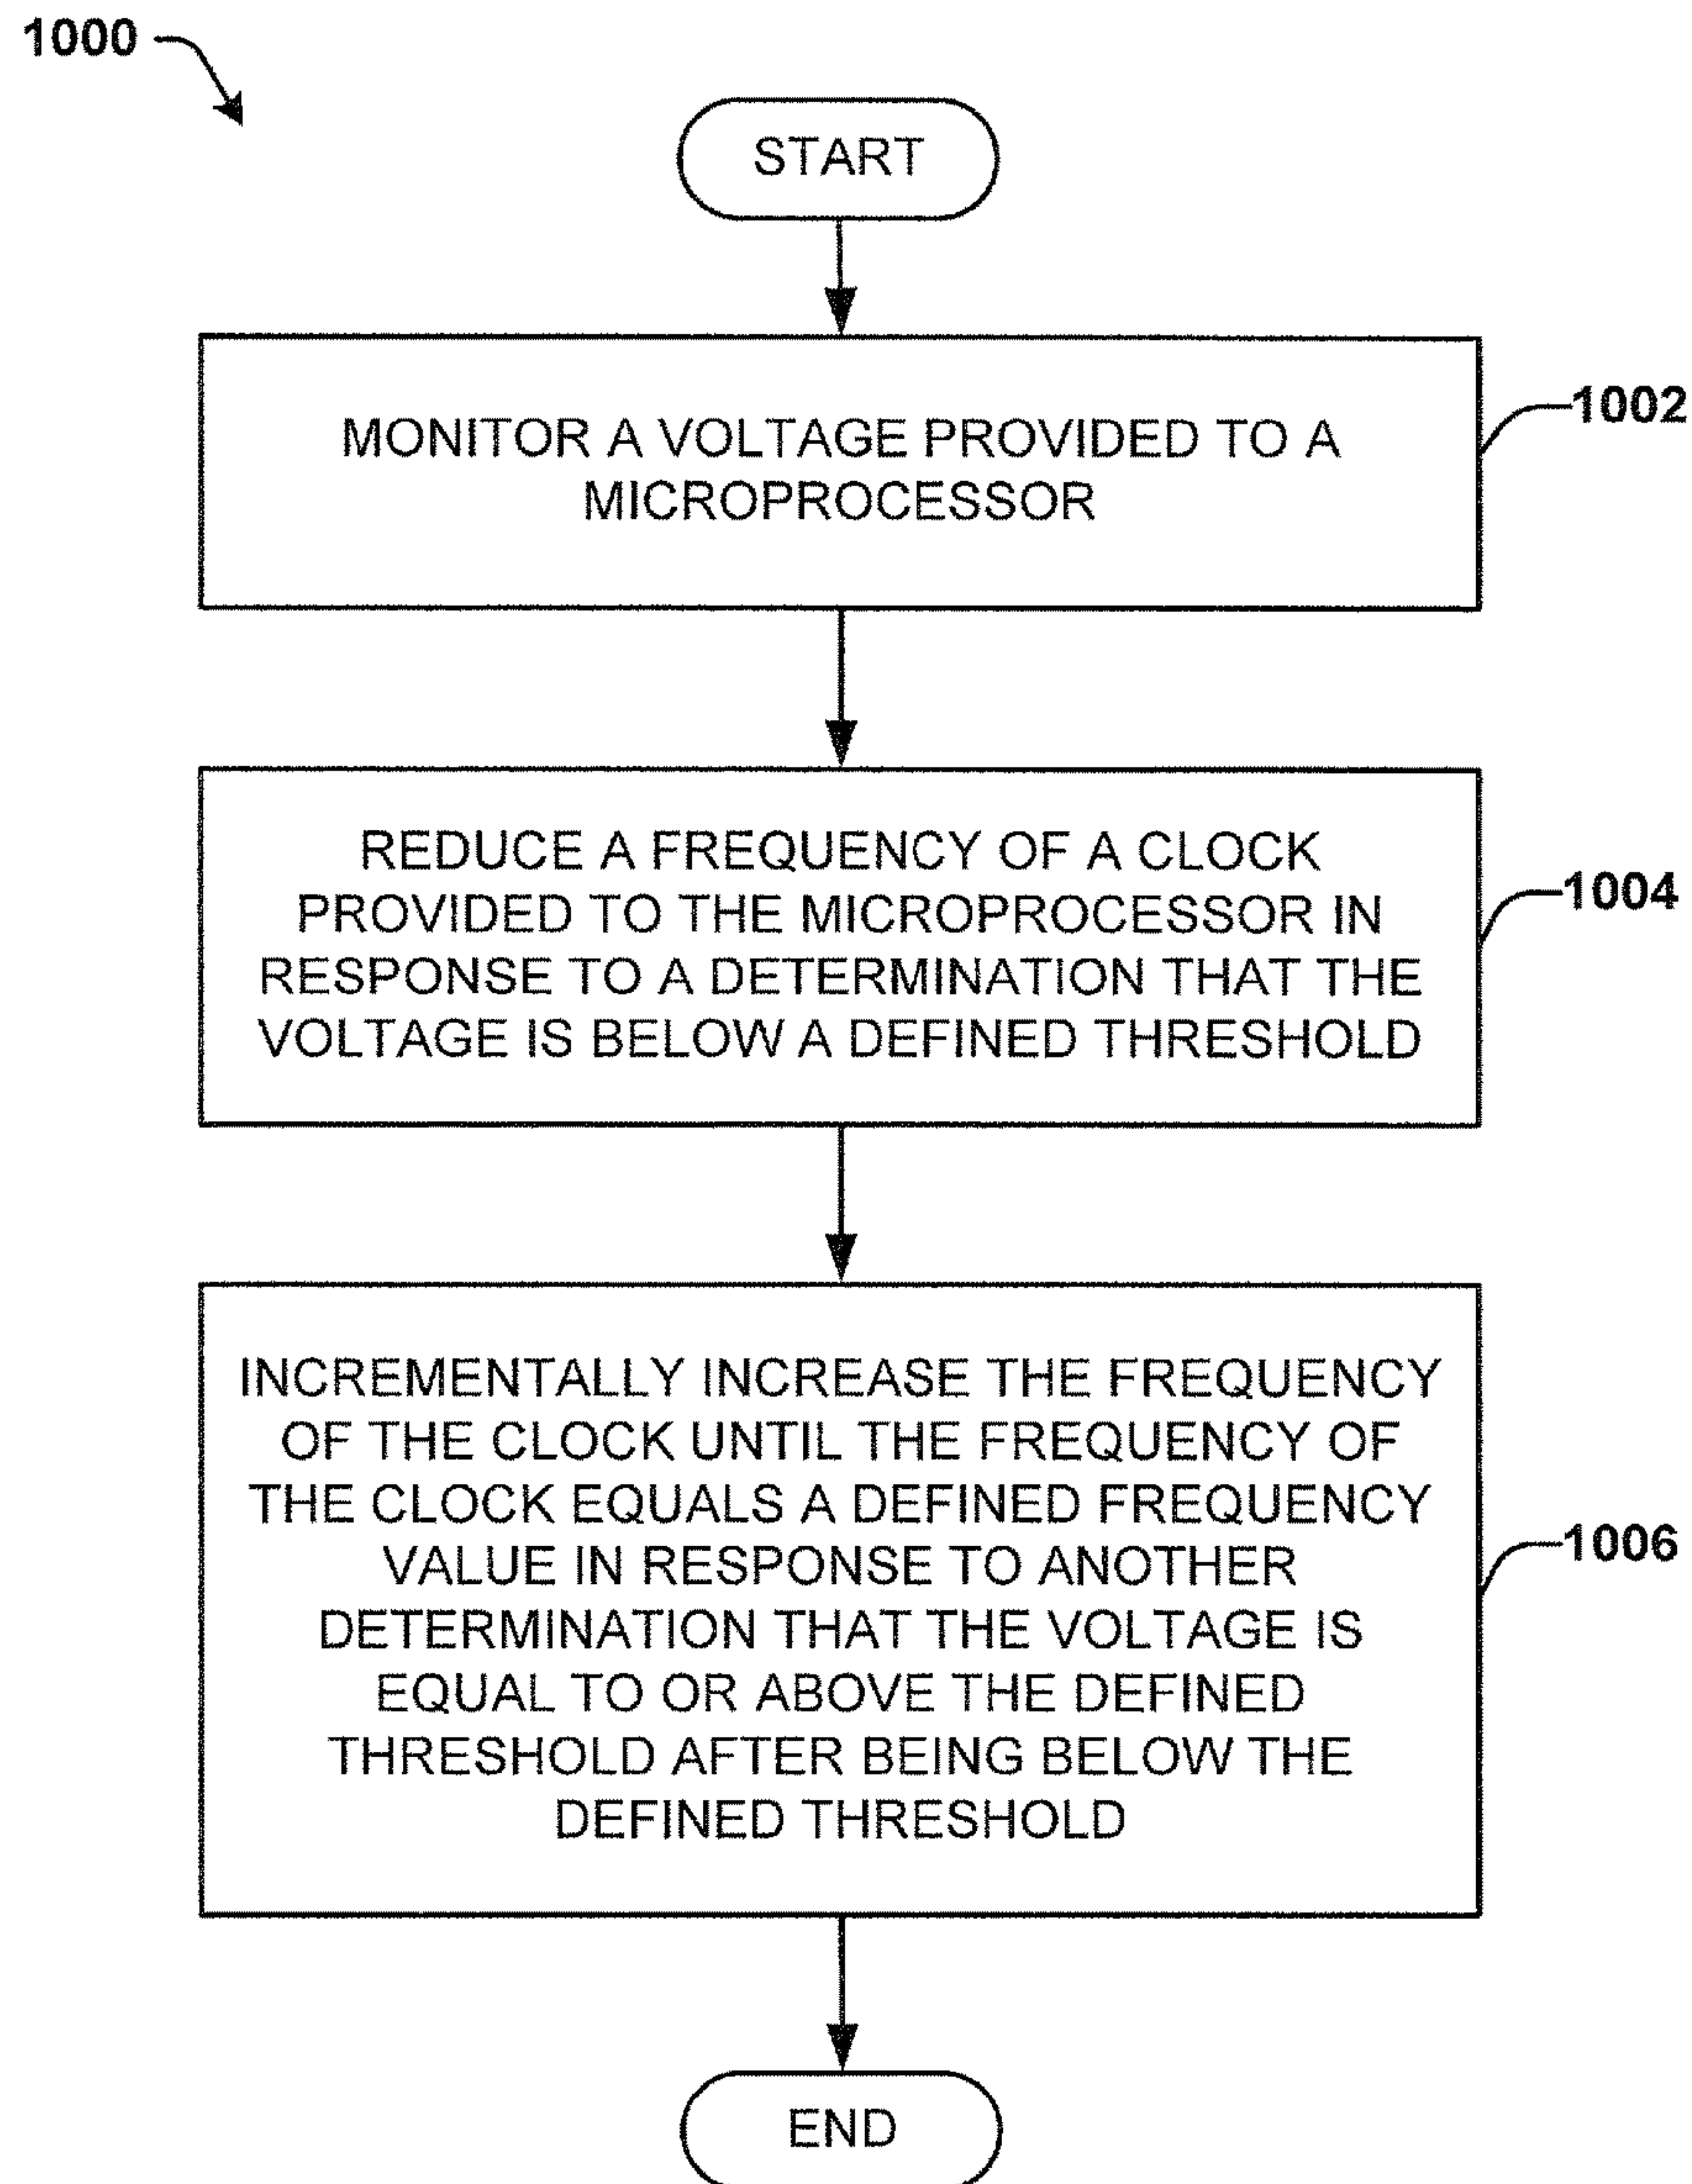 1000
START
MONITOR A VOLTAGE PROVIDED TO A
MICROPROCESSOR
1002
REDUCE A FREQUENCY OF A CLOCK
PROVIDED TO THE MICROPROCESSOR IN
RESPONSE TO A DETERMINATION THAT THE
VOLTAGE IS BELOW A DEFINED THRESHOLD
1004
INCREMENTALLY INCREASE THE FREQUENCY
OF THE CLOCK UNTIL THE FREQUENCY OF
THE CLOCK EQUALS A DEFINED FREQUENCY
VALUE IN RESPONSE TO ANOTHER
DETERMINATION THAT THE VOLTAGE IS
EQUAL TO OR ABOVE THE DEFINED
THRESHOLD AFTER BEING BELOW THE
DEFINED THRESHOLD
1006
END